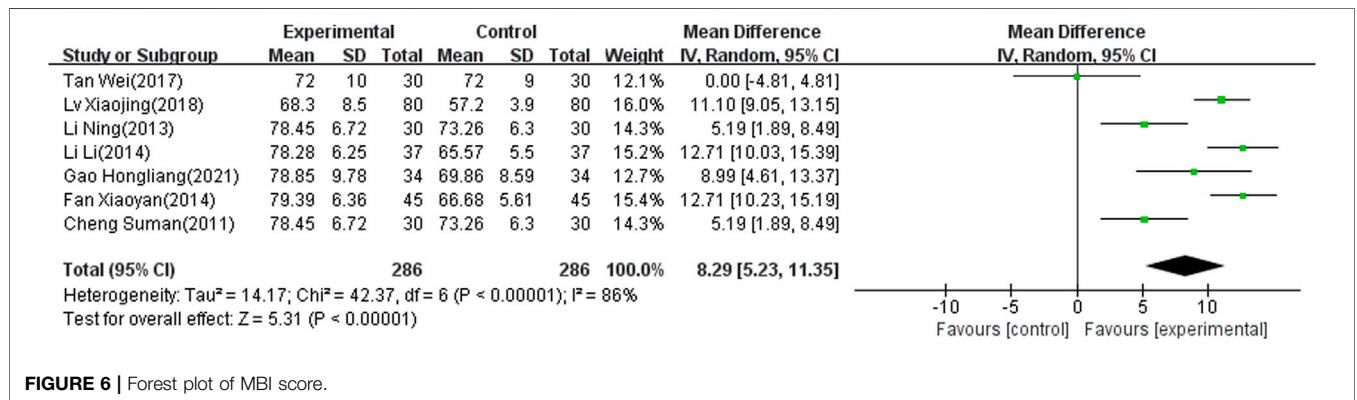 Experimental Control Mean Difference Mean Difference
Study or Subgroup Mean SD Total Mean SD Total Weight IV, Random, 95% CI IV, Random, 95% CI
Tan Wei(2017) 72 10 30 72 9 30 12.1% 0.00 [-4.81, 4.81]
Lv Xiaojing(2018) 68.3 8.5 80 57.2 3.9 80 16.0% 11.10 [9.05, 13.15]
Li Ning(2013) 78.45 6.72 30 73.26 6.3 30 14.3% 5.19 [1.89, 8.49]
Li Li(2014) 78.28 6.25 37 65.57 5.5 37 15.2% 12.71 [10.03, 15.39]
Gao Hongliang(2021) 78.85 9.78 34 69.86 8.59 34 12.7% 8.99 [4.61, 13.37]
Fan Xiaoyan(2014) 79.39 6.36 45 66.68 5.61 45 15.4% 12.71 [10.23, 15.19]
Cheng Suman(2011) 78.45 6.72 30 73.26 6.3 30 14.3% 5.19 [1.89, 8.49]
Total (95% CI) 286 286 100.0% 8.29 [5.23, 11.35]
Heterogeneity: Tau² = 14.17; Chi² = 42.37, df = 6 (P < 0.00001); I² = 86%
Test for overall effect: Z = 5.31 (P < 0.00001)
-10 -5 0 5 10
Favours [control] Favours [experimental]
FIGURE 6 | Forest plot of MBI score.